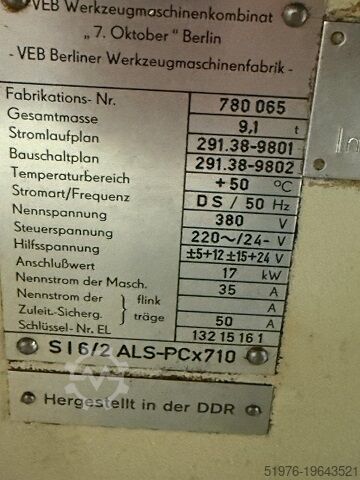 VEB Werkzeugmaschinenkombinat
„7. Oktober" Berlin
- VEB Berliner Werkzeugmaschinenfabrik -
Fabrikations- Nr. 780 065
Gesamtmasse 9,1 t
Stromlaufplan 291.38-9801
Bauschaltplan 291.38-9802
Temperaturbereich +50 °C
Stromart/Frequenz DS / 50 Hz
Nennspannung 380 V
Steuerspannung 220~/24- V
Hilfsspannung ±5+12 ±15+24 V
Anschlußwert 17 kW
Nennstrom der Masch. 35 A
Nennstrom der } flink A
Zuleit.-Sicherg. } träge 50 A
Schlüssel- Nr. EL 132 15 16 1
SI6/2 ALS-PCx710
Hergestellt in der DDR
In
51976-19643521